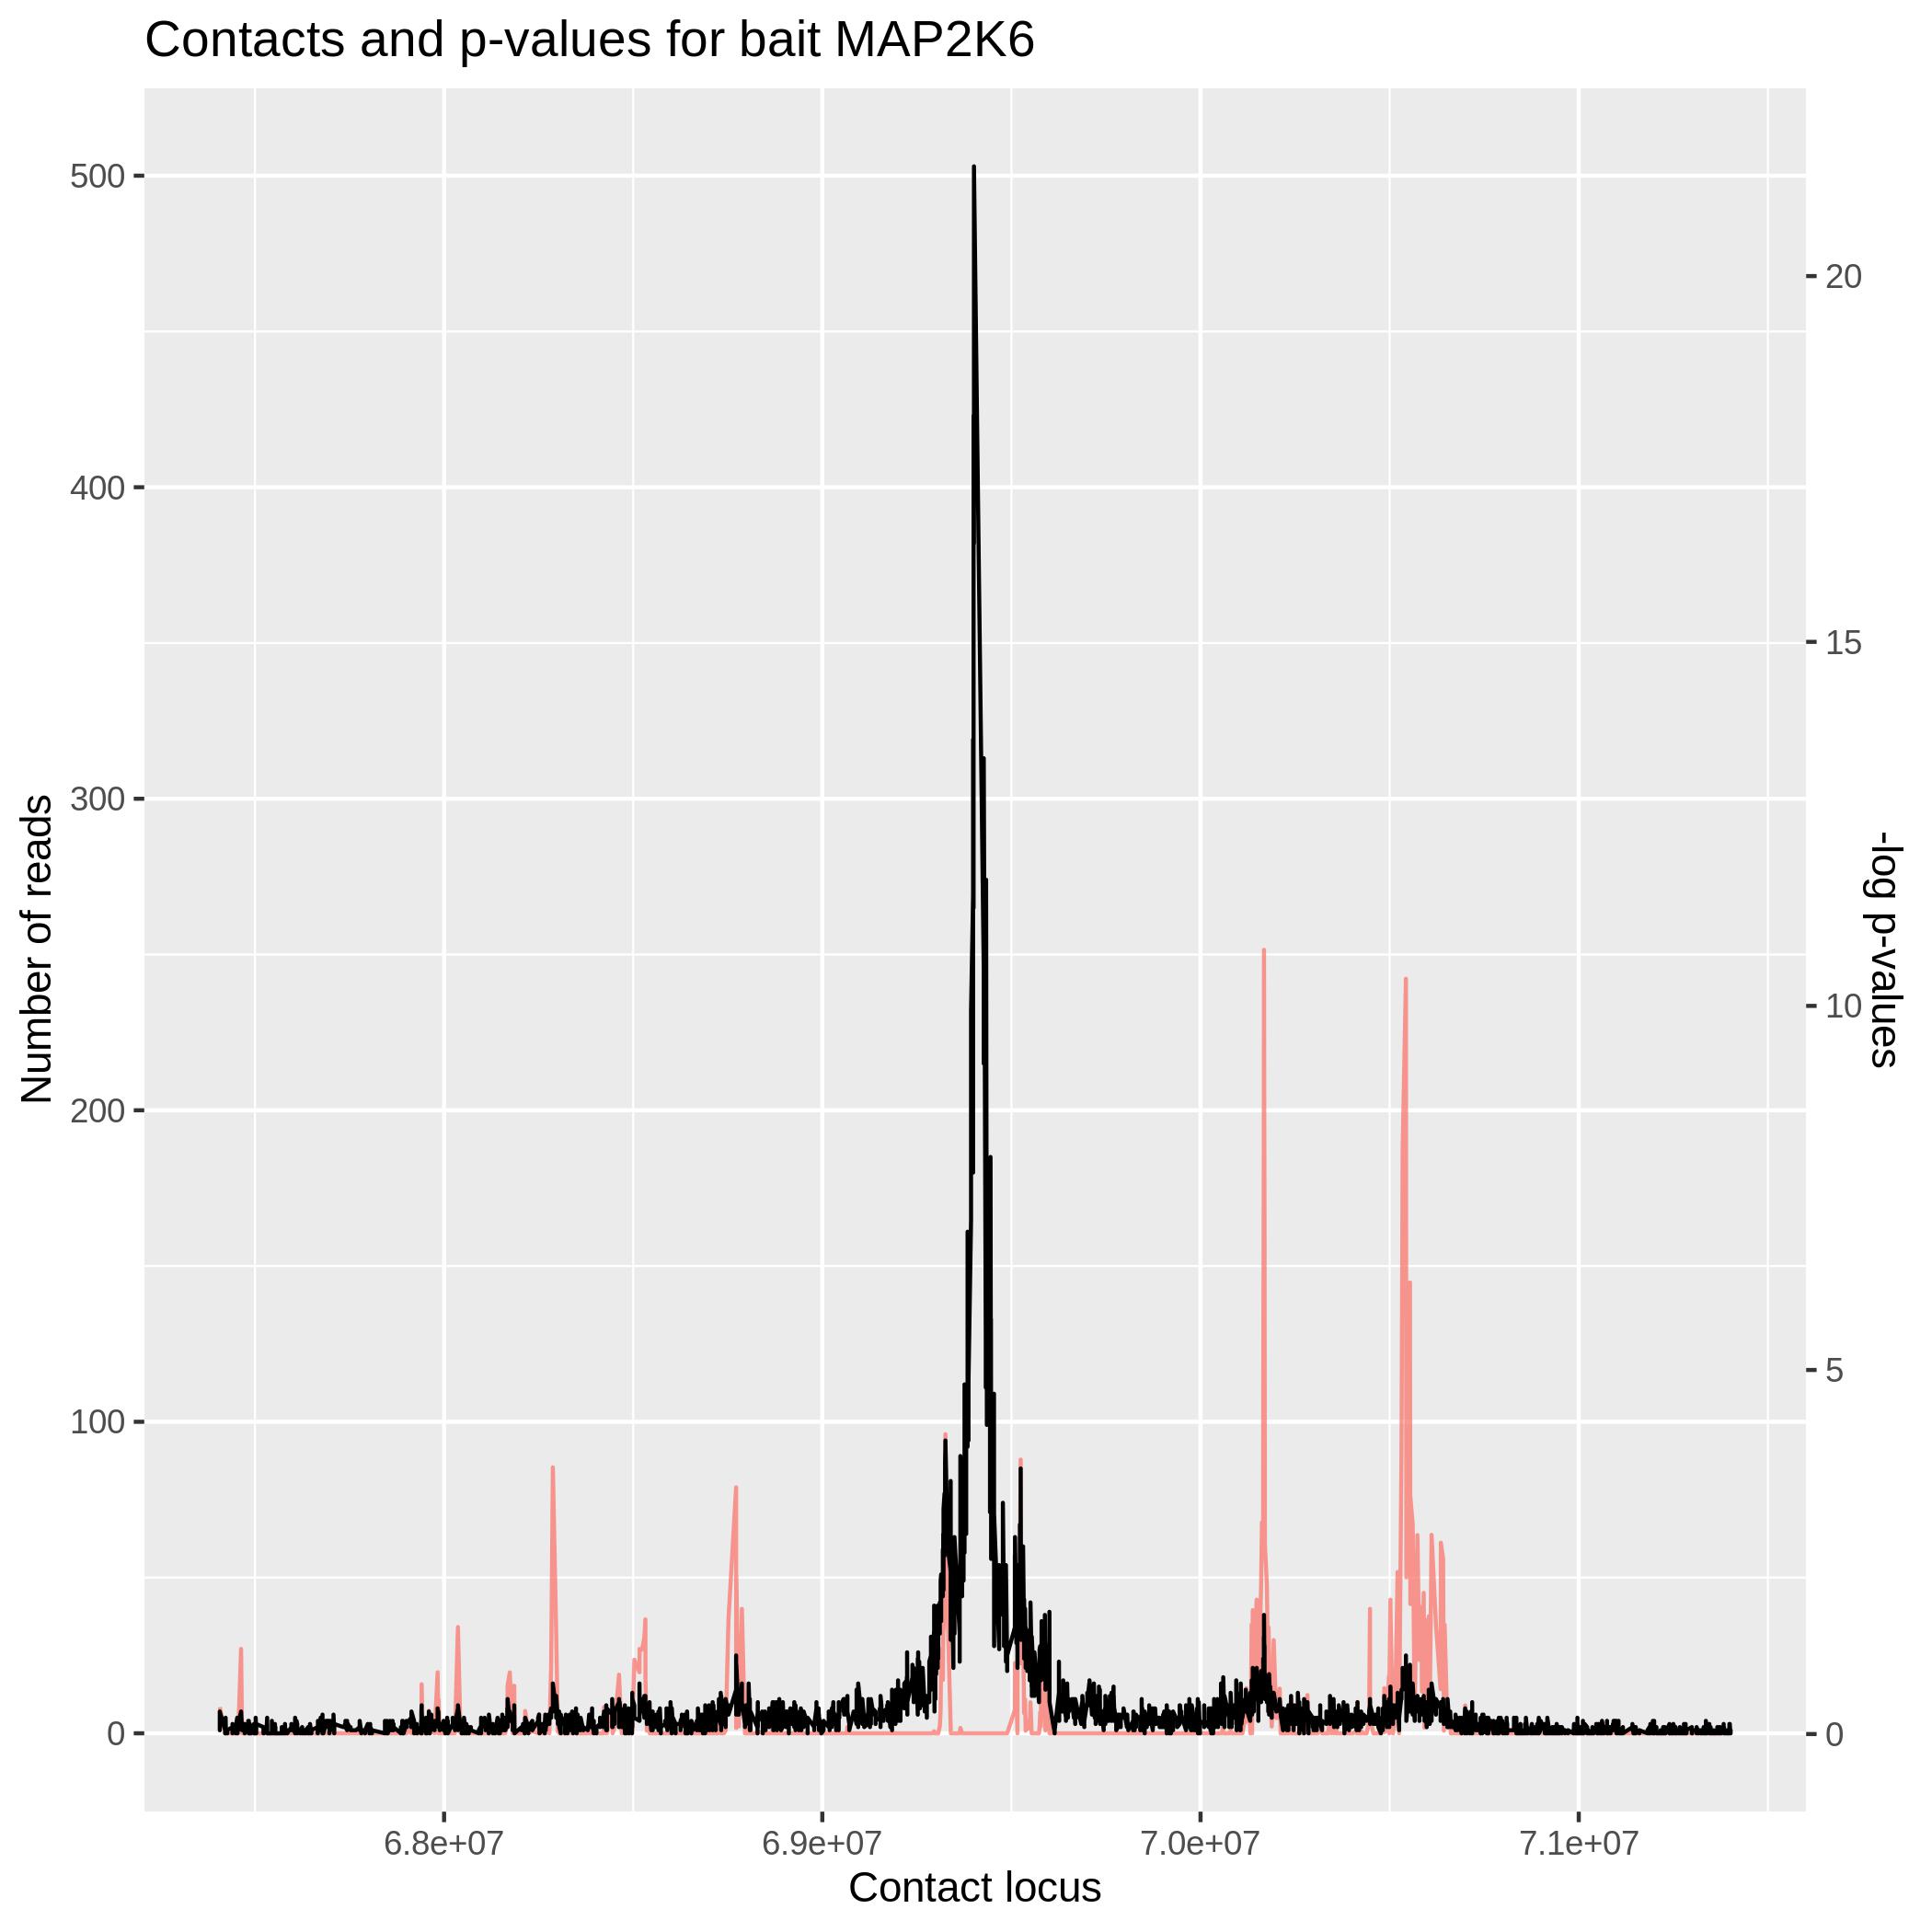 Contacts and p-values for bait MAP2K6
500
400
300
200
100
0
Number of reads
20
15
10
5
0
-log p-values
6.8e+07
6.9e+07
7.0e+07
7.1e+07
Contact locus